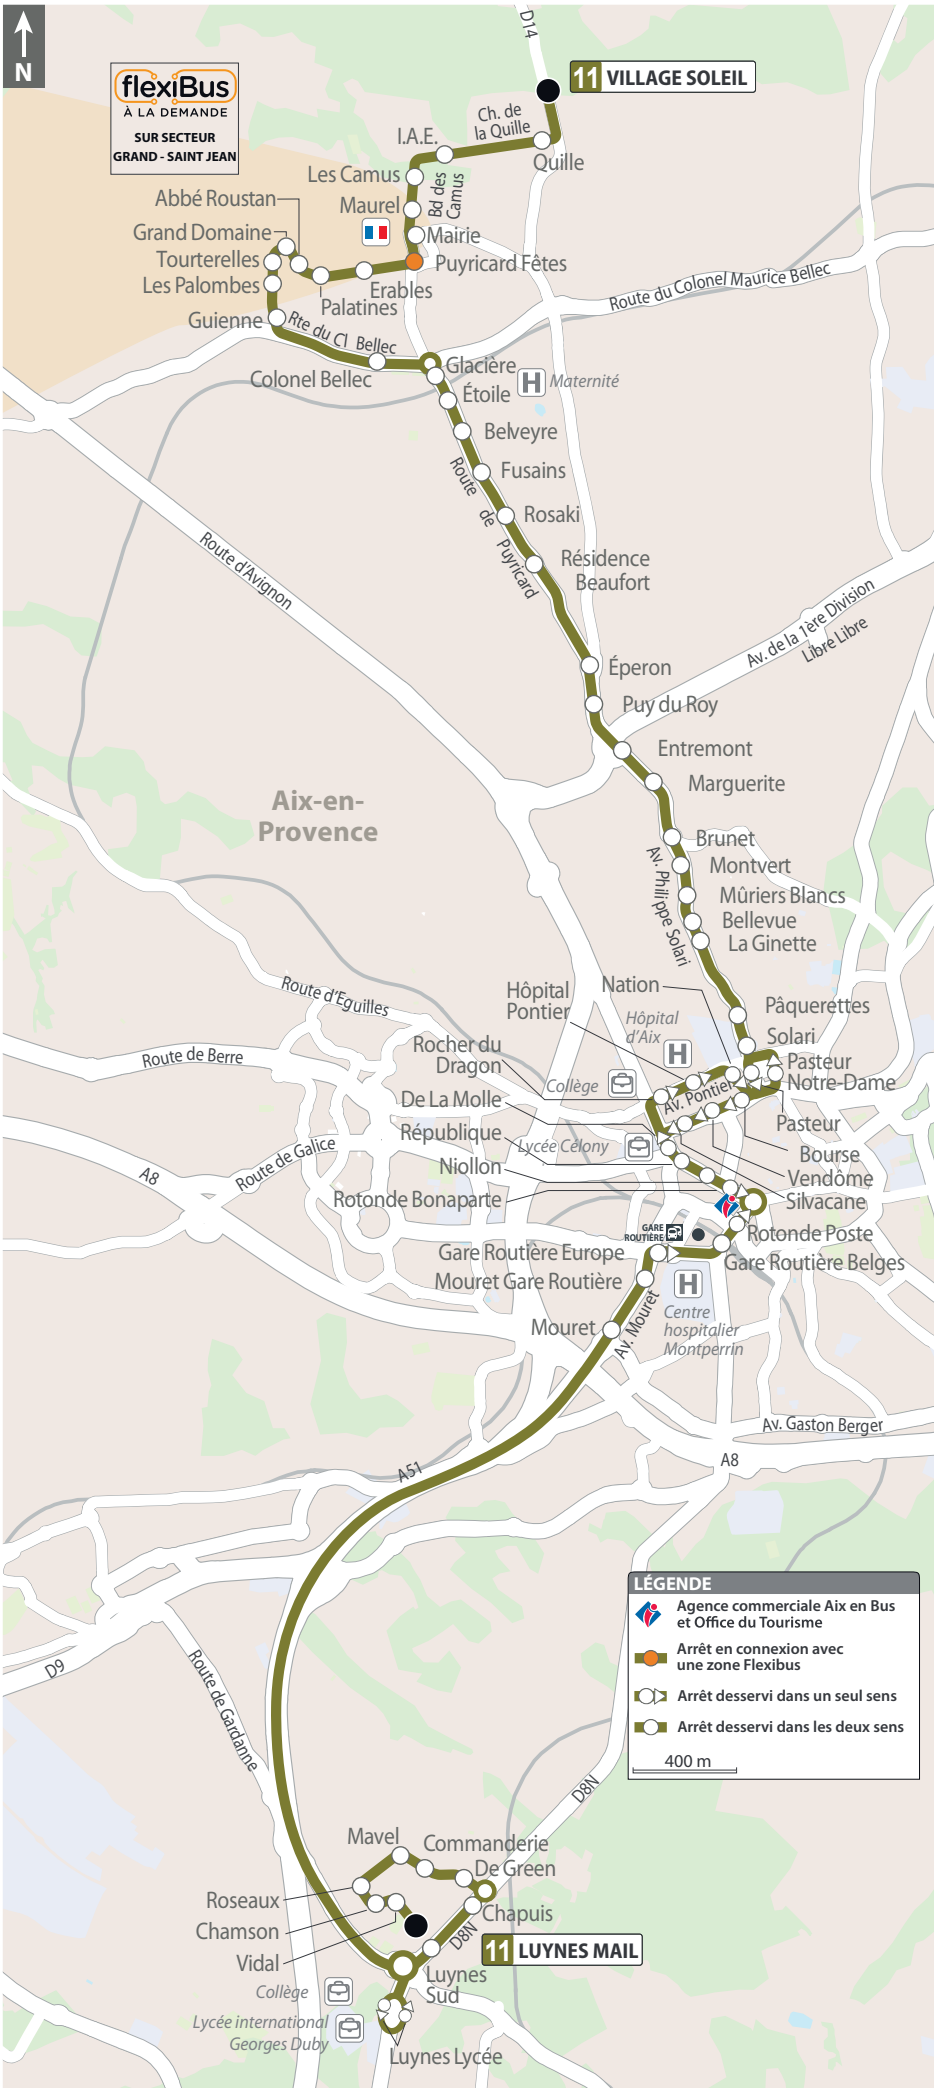 N
D14
flexiBus
À LA DEMANDE
SUR SECTEUR
GRAND - SAINT JEAN
11 VILLAGE SOLEIL
Ch. de
la Quille
I.A.E.
Quille
Les Camus
Bd des
Camus
Abbé Roustan
Maurel
Grand Domaine
Mairie
Tourterelles
Puyricard Fêtes
Les Palombes
Erables
Palatines
Route du Colonel Maurice Bellec
Guienne
Rte du Cl Bellec
Glacière
Colonel Bellec
H Maternité
Étoile
Belveyre
Route de Puyricard
Fusains
Rosaki
Route d'Avignon
Résidence
Beaufort
Av. de la 1ère Division
Libre Libre
Éperon
Puy du Roy
Entremont
Marguerite
Aix-en-
Provence
Brunet
Av. Philippe Solari
Montvert
Mûriers Blancs
Bellevue
La Ginette
Nation
Hôpital
Pontier
Route d'Eguilles
Pâquerettes
Hôpital
d'Aix
H
Solari
Rocher du
Dragon
Route de Berre
Pasteur
Notre-Dame
Collège
Av. Pontier
De La Molle
Pasteur
République
Lycée Célony
Route de Galice
Bourse
Niollon
A8
Vendôme
Rotonde Bonaparte
Silvacane
GARE
ROUTIÈRE
Rotonde Poste
Gare Routière Europe
Gare Routière Belges
Mouret Gare Routière
H
Centre
hospitalier
Montperrin
Mouret
Av. Mouret
Av. Gaston Berger
A8
A51
LÉGENDE
Agence commerciale Aix en Bus
et Office du Tourisme
Arrêt en connexion avec
une zone Flexibus
Arrêt desservi dans un seul sens
Arrêt desservi dans les deux sens
400 m
D9
Route de Gardanne
D8N
Mavel
Commanderie
De Green
Roseaux
Chapuis
Chamson
D8N
Vidal
11 LUYNES MAIL
Luynes
Sud
Collège
Lycée international
Georges Duby
Luynes Lycée